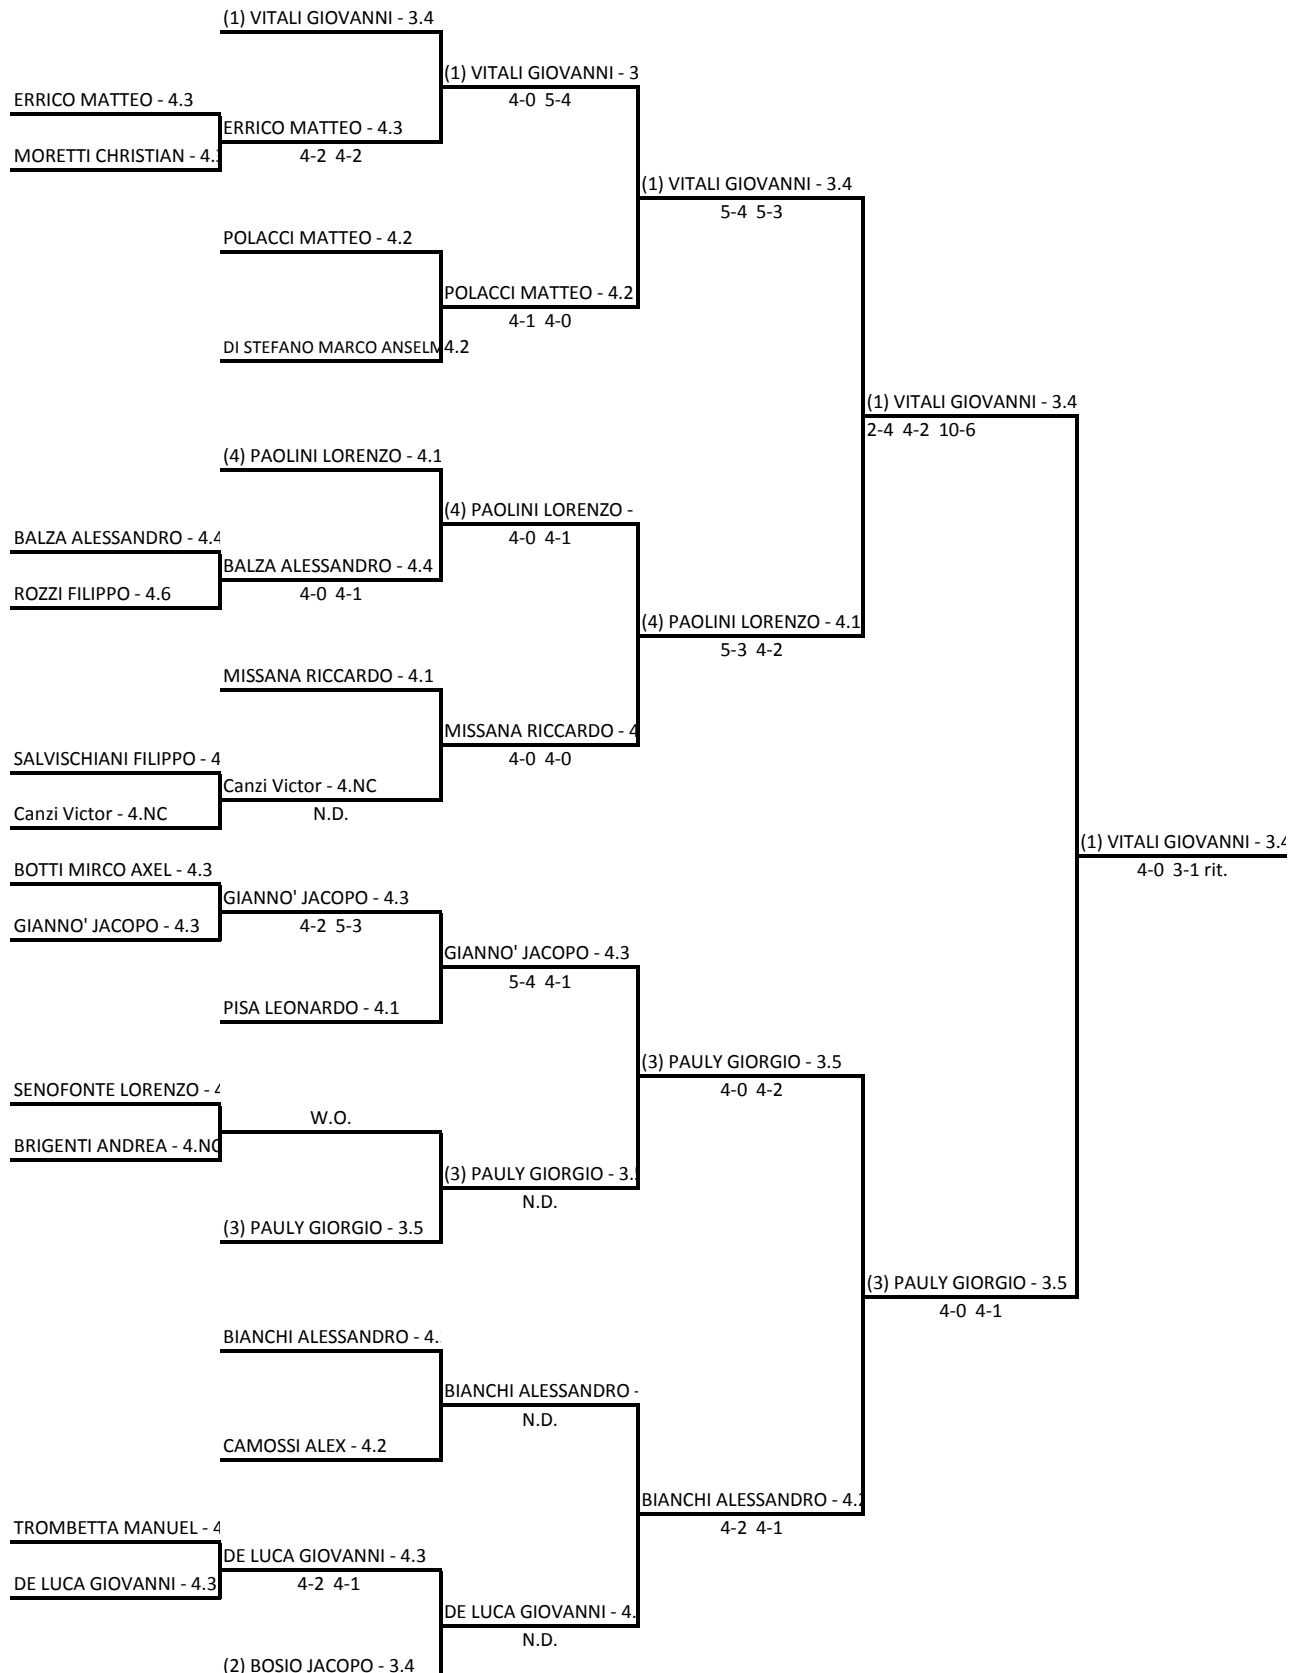 (1) VITALI GIOVANNI - 3.4
(1) VITALI GIOVANNI - 3
4-0 5-4
ERRICO MATTEO - 4.3
ERRICO MATTEO - 4.3
4-2 4-2
MORETTI CHRISTIAN - 4.
(1) VITALI GIOVANNI - 3.4
5-4 5-3
POLACCI MATTEO - 4.2
POLACCI MATTEO - 4.2
4-1 4-0
DI STEFANO MARCO ANSELM 4.2
(1) VITALI GIOVANNI - 3.4
2-4 4-2 10-6
(4) PAOLINI LORENZO - 4.1
(4) PAOLINI LORENZO -
4-0 4-1
BALZA ALESSANDRO - 4.4
BALZA ALESSANDRO - 4.4
4-0 4-1
ROZZI FILIPPO - 4.6
(4) PAOLINI LORENZO - 4.1
5-3 4-2
MISSANA RICCARDO - 4.1
MISSANA RICCARDO - 4
4-0 4-0
SALVISCHIANI FILIPPO - 4
Canzi Victor - 4.NC
N.D.
Canzi Victor - 4.NC
(1) VITALI GIOVANNI - 3.4
4-0 3-1 rit.
BOTTI MIRCO AXEL - 4.3
GIANNO' JACOPO - 4.3
4-2 5-3
GIANNO' JACOPO - 4.3
GIANNO' JACOPO - 4.3
5-4 4-1
PISA LEONARDO - 4.1
(3) PAULY GIORGIO - 3.5
4-0 4-2
SENOFONTE LORENZO - 4
W.O.
BRIGENTI ANDREA - 4.NC
(3) PAULY GIORGIO - 3.5
N.D.
(3) PAULY GIORGIO - 3.5
(3) PAULY GIORGIO - 3.5
4-0 4-1
BIANCHI ALESSANDRO - 4.
BIANCHI ALESSANDRO -
N.D.
CAMOSSI ALEX - 4.2
BIANCHI ALESSANDRO - 4.2
4-2 4-1
TROMBETTA MANUEL - 4
DE LUCA GIOVANNI - 4.3
4-2 4-1
DE LUCA GIOVANNI - 4.3
DE LUCA GIOVANNI - 4.
N.D.
(2) BOSIO JACOPO - 3.4